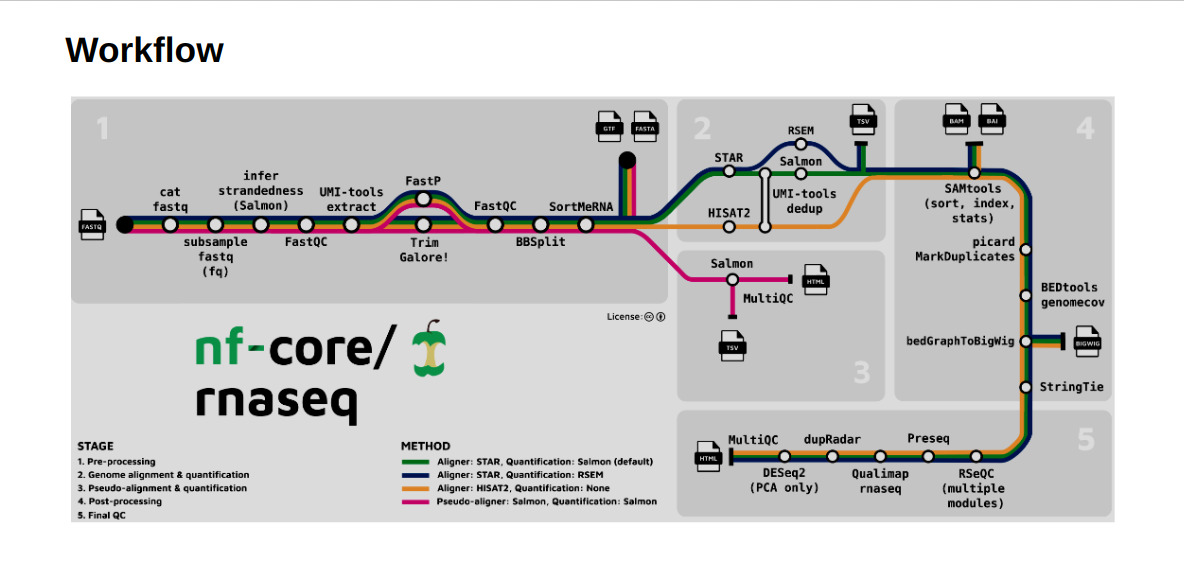 Workflow
1
GTF
FASTA
FASTQ
cat
fastq
subsample
fastq
(fq)
infer
strandedness
(Salmon)
FastQC
UMI-tools
extract
FastP
Trim
Galore!
FastQC
BBSplit
SortMeRNA
2
STAR
RSEM
Salmon
TSV
HISAT2
UMI-tools
dedup
Salmon
MultiQC
HTML
TSV
3
4
BAM
BAI
SAMtools
(sort, index,
stats)
picard
MarkDuplicates
BEDtools
genomecov
bedGraphToBigWig
BIGWIG
StringTie
5
HTML
MultiQC
DESeq2
(PCA only)
dupRadar
Qualimap
rnaseq
Preseq
RSeQC
(multiple
modules)
License:
nf-core/
rnaseq
STAGE
1. Pre-processing
2. Genome alignment & quantification
3. Pseudo-alignment & quantification
4. Post-processing
5. Final QC
METHOD
Aligner: STAR, Quantification: Salmon (default)
Aligner: STAR, Quantification: RSEM
Aligner: HISAT2, Quantification: None
Pseudo-aligner: Salmon, Quantification: Salmon